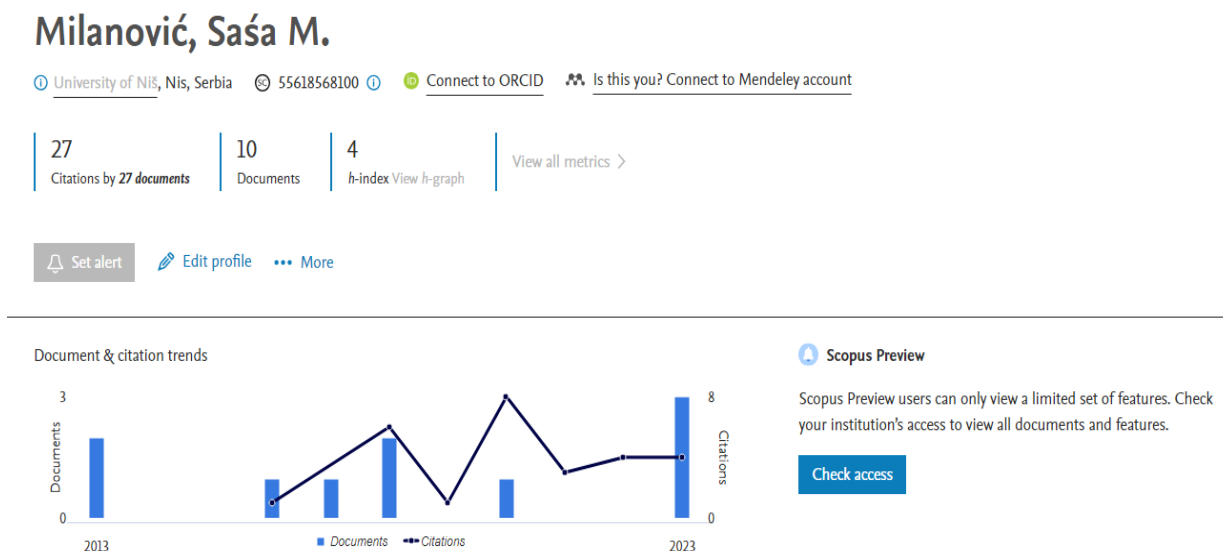 Milanović, Saśa M.
University of Niš, Nis, Serbia SC 55618568100 i iD Connect to ORCID Is this you? Connect to Mendeley account
27 10 4
Citations by 27 documents Documents h-index View h-graph View all metrics >
Set alert Edit profile ••• More
Document & citation trends
3 8
Documents
Citations
0 0
2013 Documents Citations 2023
Scopus Preview
Scopus Preview users can only view a limited set of features. Check
your institution's access to view all documents and features.
Check access